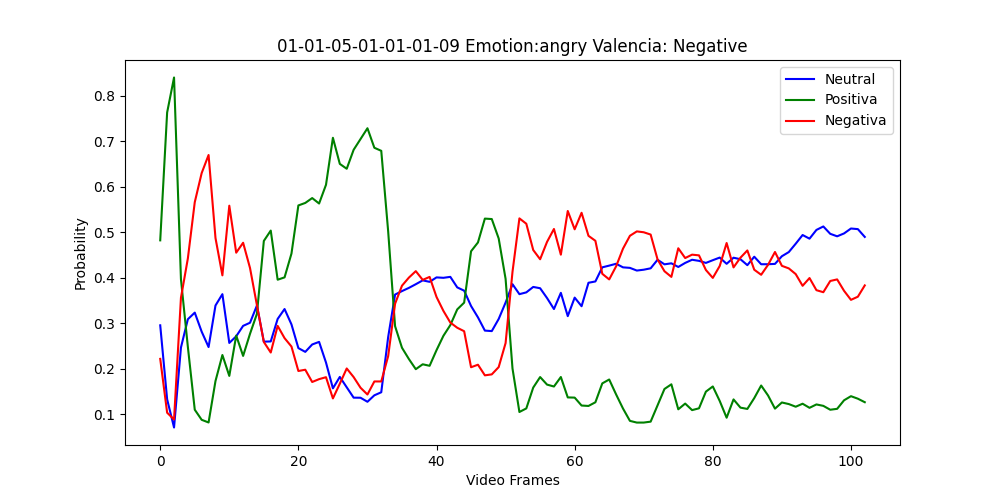 01-01-05-01-01-01-09 Emotion:angry Valencia: Negative
Neutral
Positiva
Negativa
Probability
0.8
0.7
0.6
0.5
0.4
0.3
0.2
0.1
0 20 40 60 80 100
Video Frames